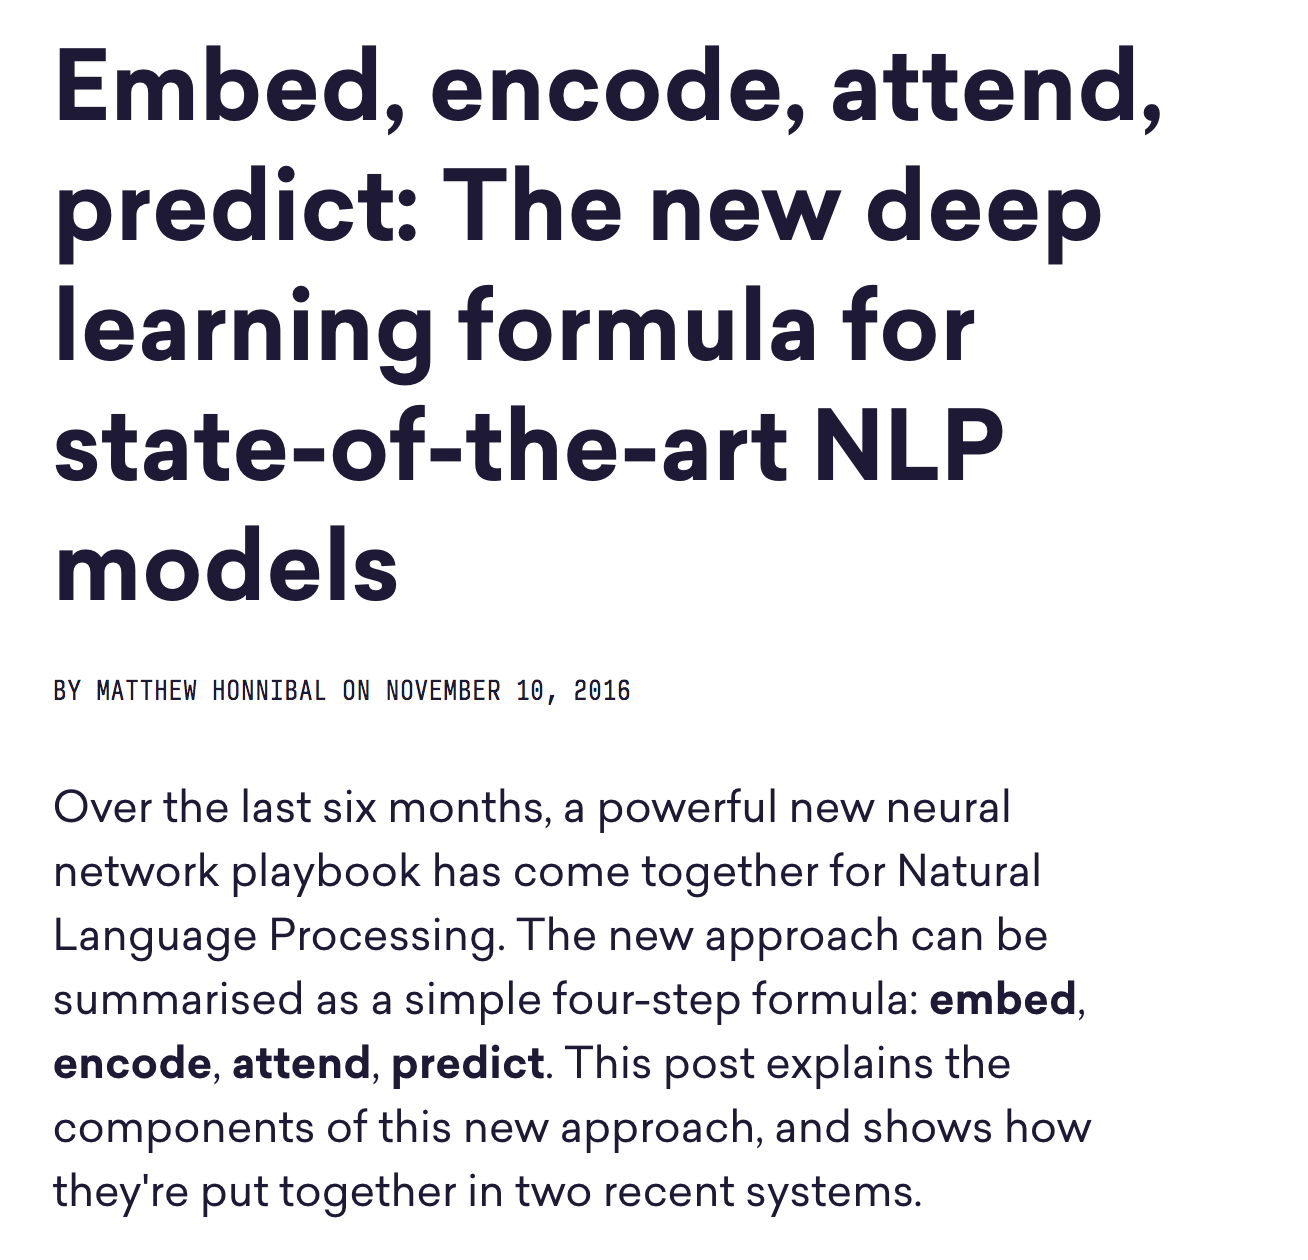 Embed, encode, attend,
predict: The new deep
learning formula for
state-of-the-art NLP
models
BY MATTHEW HONNIBAL ON NOVEMBER 10, 2016
Over the last six months, a powerful new neural
network playbook has come together for Natural
Language Processing. The new approach can be
summarised as a simple four-step formula: embed,
encode, attend, predict. This post explains the
components of this new approach, and shows how
they're put together in two recent systems.